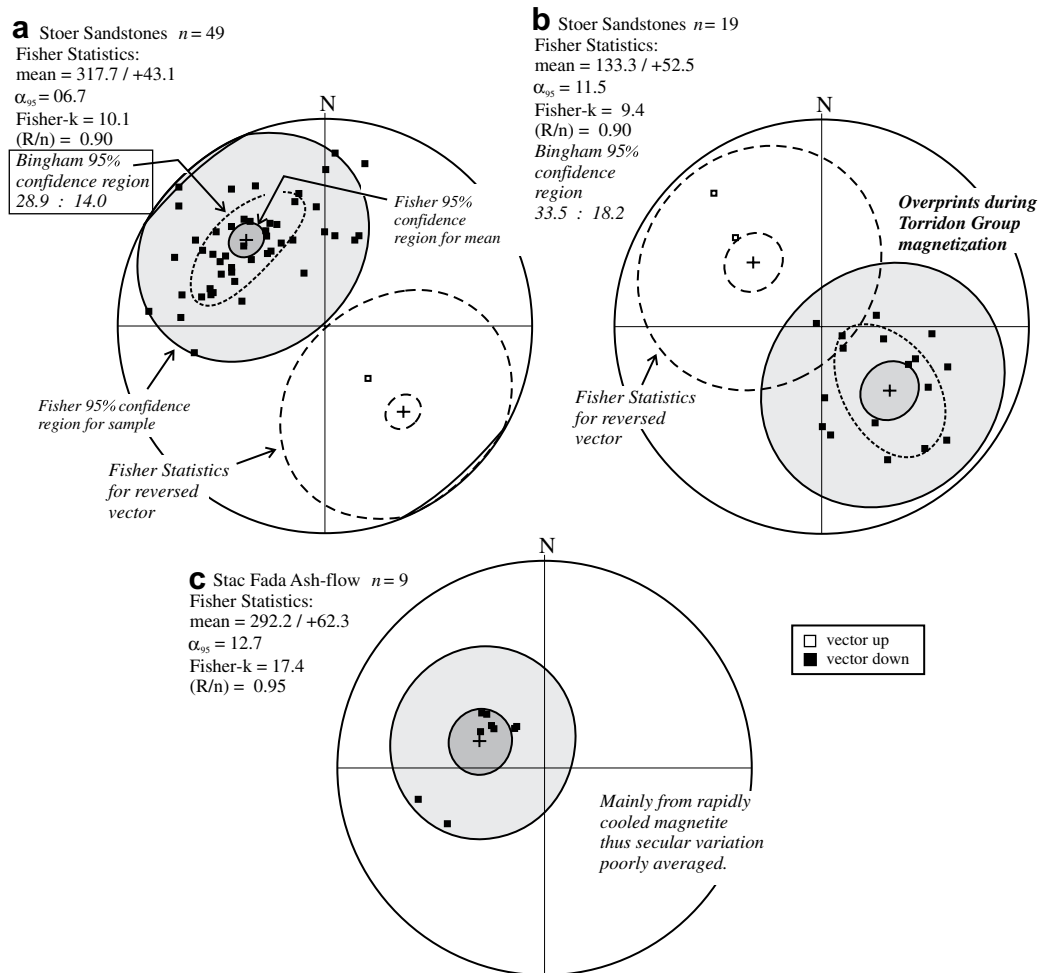 a Stoer Sandstones n = 49
Fisher Statistics:
mean = 317.7 / +43.1
α95 = 06.7
Fisher-k = 10.1
(R/n) = 0.90
Bingham 95%
confidence region
28.9 : 14.0
N
Fisher 95%
confidence
region for mean
Fisher 95% confidence
region for sample
Fisher Statistics
for reversed
vector
b Stoer Sandstones n = 19
Fisher Statistics:
mean = 133.3 / +52.5
α95 = 11.5
Fisher-k = 9.4
(R/n) = 0.90
Bingham 95%
confidence
region
33.5 : 18.2
N
Overprints during
Torridon Group
magnetization
Fisher Statistics
for reversed
vector
c Stac Fada Ash-flow n = 9
Fisher Statistics:
mean = 292.2 / +62.3
α95 = 12.7
Fisher-k = 17.4
(R/n) = 0.95
N
Mainly from rapidly
cooled magnetite
thus secular variation
poorly averaged.
vector up
vector down